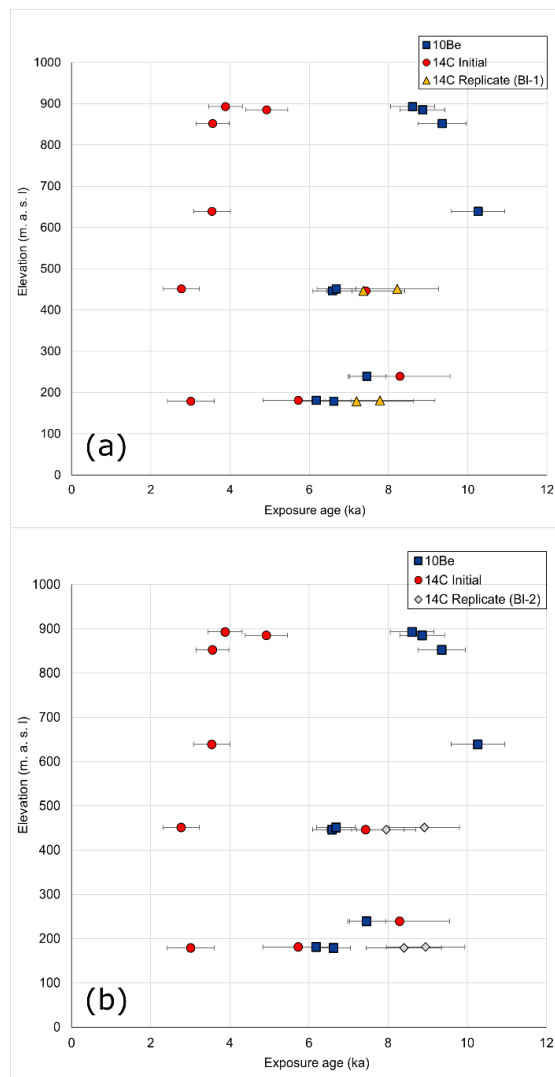 10Be
14C Initial
14C Replicate (BI-1)
1000
900
800
700
600
500
400
300
200
100
0
Elevation (m. a. s. l)
(a)
0 2 4 6 8 10 12
Exposure age (ka)
10Be
14C Initial
14C Replicate (BI-2)
1000
900
800
700
600
500
400
300
200
100
0
Elevation (m. a. s. l)
(b)
0 2 4 6 8 10 12
Exposure age (ka)